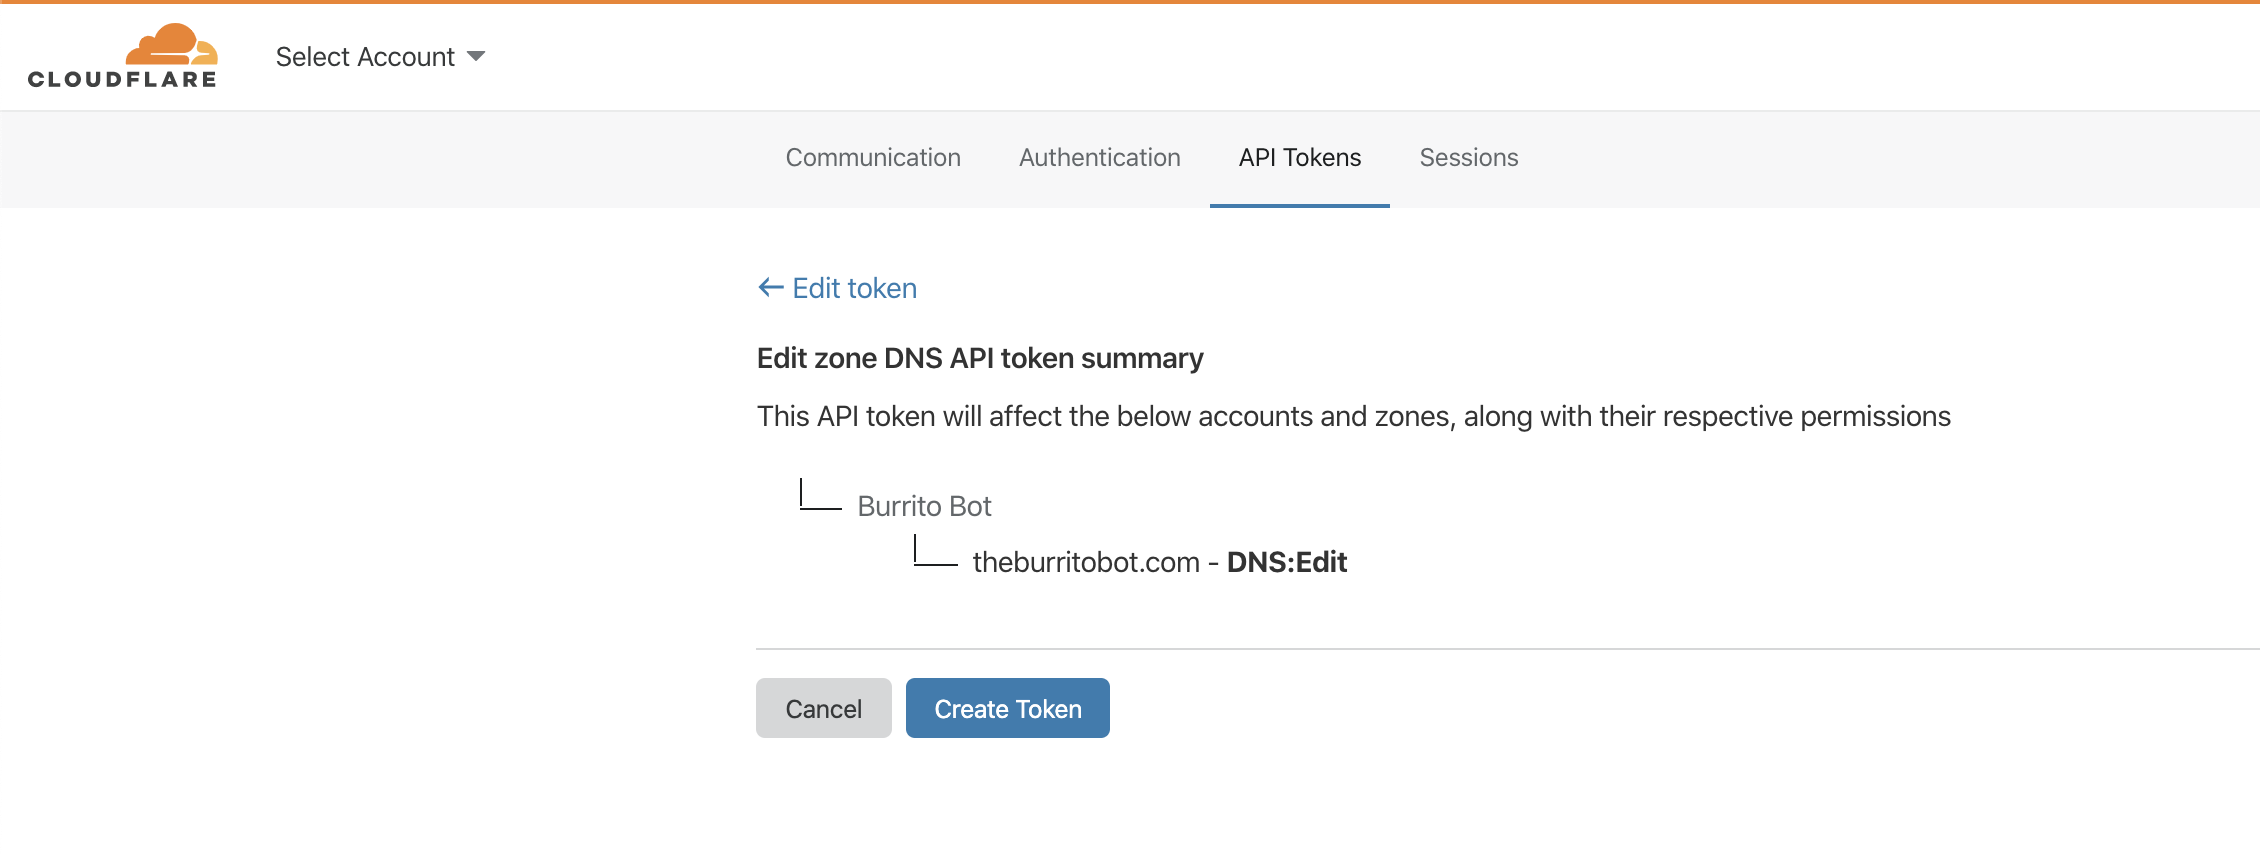 CLOUDFLARE
Select Account
Communication Authentication API Tokens Sessions
← Edit token
Edit zone DNS API token summary
This API token will affect the below accounts and zones, along with their respective permissions
Burrito Bot
theburritobot.com - DNS:Edit
Cancel Create Token